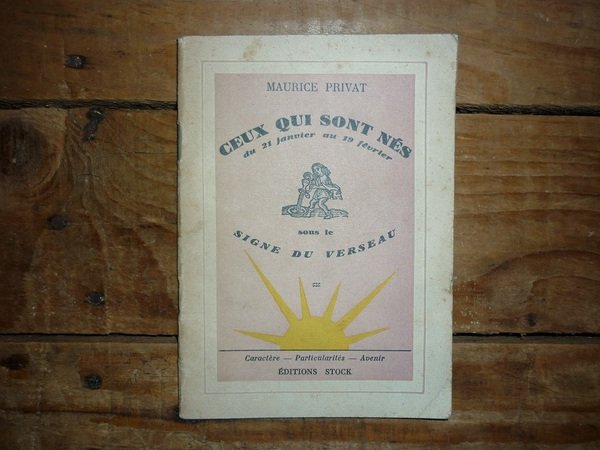 MAURICE PRIVAT
CEUX QUI SONT NÉS
du 21 janvier au 19 février
sous le
SIGNE DU VERSEAU
Caractère — Particularités — Avenir
ÉDITIONS STOCK